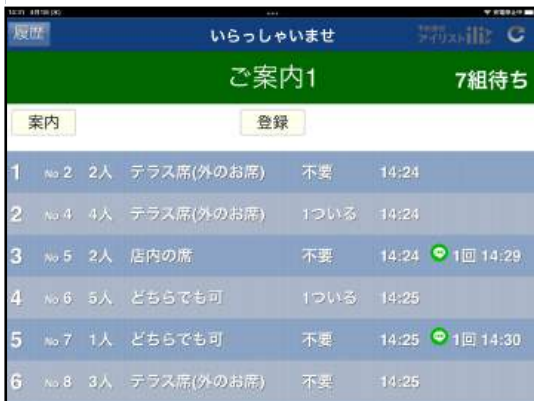 履歴 いらっしゃいませ アイリスト
ご案内1 7組待ち
案内 登録
1 No 2 2人 テラス席(外のお席) 不要 14:24
2 No 4 4人 テラス席(外のお席) 1ついる 14:24
3 No 5 2人 店内の席 不要 14:24 1回 14:29
4 No 6 5人 どちらでも可 1ついる 14:25
5 No 7 1人 どちらでも可 不要 14:25 1回 14:30
6 No 8 3人 テラス席(外のお席) 不要 14:25